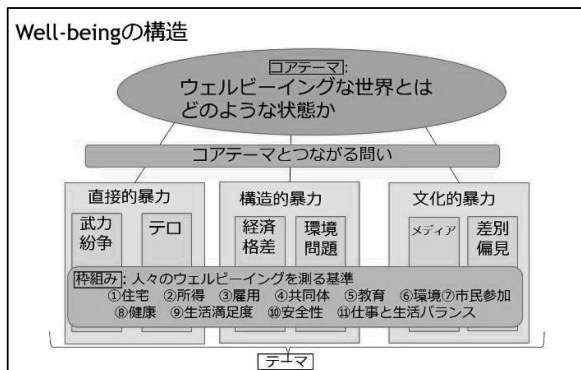 Well-beingの構造
コアテーマ:
ウェルビーイングな世界とは
どのような状態か
コアテーマとつながる問い
直接的暴力
武力
紛争
テロ
構造的暴力
経済
格差
環境
問題
文化的暴力
メディア
差別
偏見
枠組み: 人々のウェルビーイングを測る基準
①住宅 ②所得 ③雇用 ④共同体 ⑤教育 ⑥環境⑦市民参加
⑧健康 ⑨生活満足度 ⑩安全性 ⑪仕事と生活バランス
テーマ